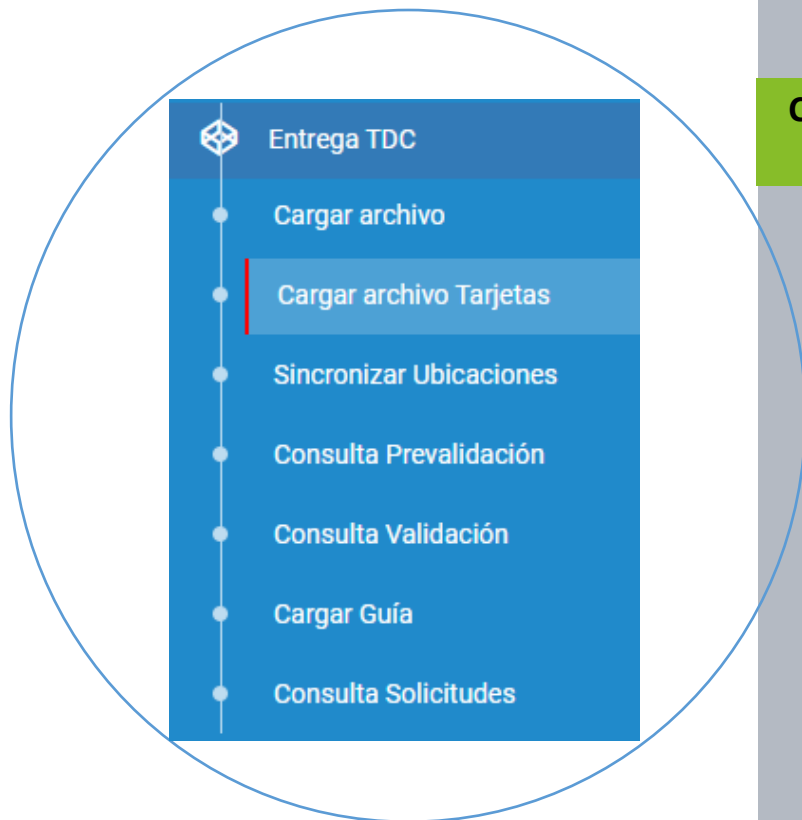 Entrega TDC
Cargar archivo
Cargar archivo Tarjetas
Sincronizar Ubicaciones
Consulta Prevalidación
Consulta Validación
Cargar Guía
Consulta Solicitudes